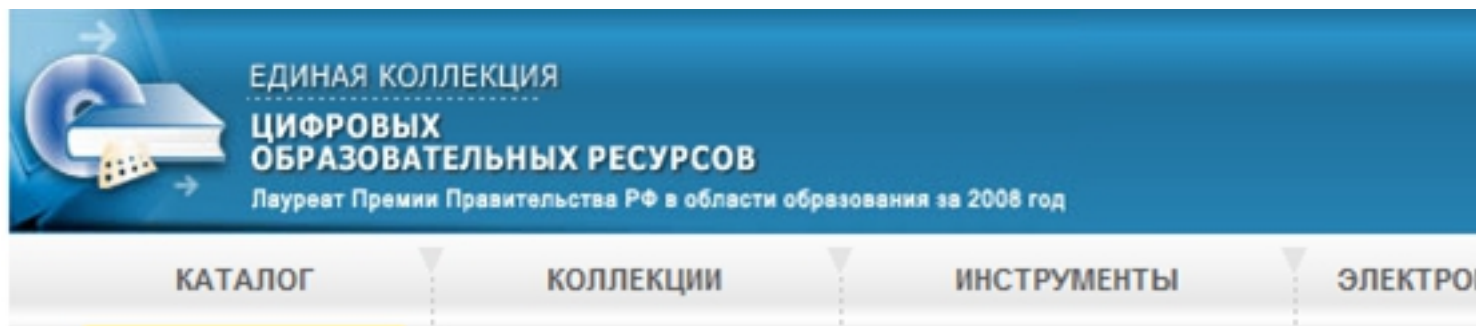 ЕДИНАЯ КОЛЛЕКЦИЯ
ЦИФРОВЫХ
ОБРАЗОВАТЕЛЬНЫХ РЕСУРСОВ
Лауреат Премии Правительства РФ в области образования за 2008 год
КАТАЛОГ КОЛЛЕКЦИИ ИНСТРУМЕНТЫ